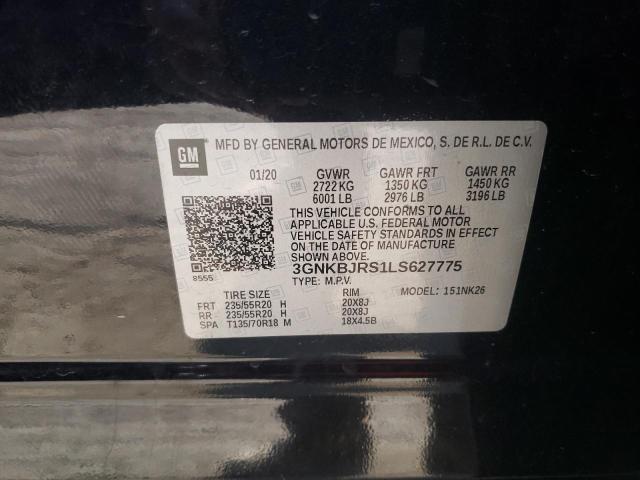 GM
MFD BY GENERAL MOTORS DE MEXICO, S. DE R.L. DE C.V.
01/20 GVWR GAWR FRT GAWR RR
2722 KG 1350 KG 1450 KG
6001 LB 2976 LB 3196 LB
THIS VEHICLE CONFORMS TO ALL
APPLICABLE U.S. FEDERAL MOTOR
VEHICLE SAFETY STANDARDS IN EFFECT
ON THE DATE OF MANUFACTURE
SHOWN ABOVE.
8555
3GNKBJRS1LS627775
TYPE: M.P.V. MODEL: 151NK26
TIRE SIZE RIM
FRT 235/55R20 H 20X8J
RR 235/55R20 H 20X8J
SPA T135/70R18 M 18X4.5B